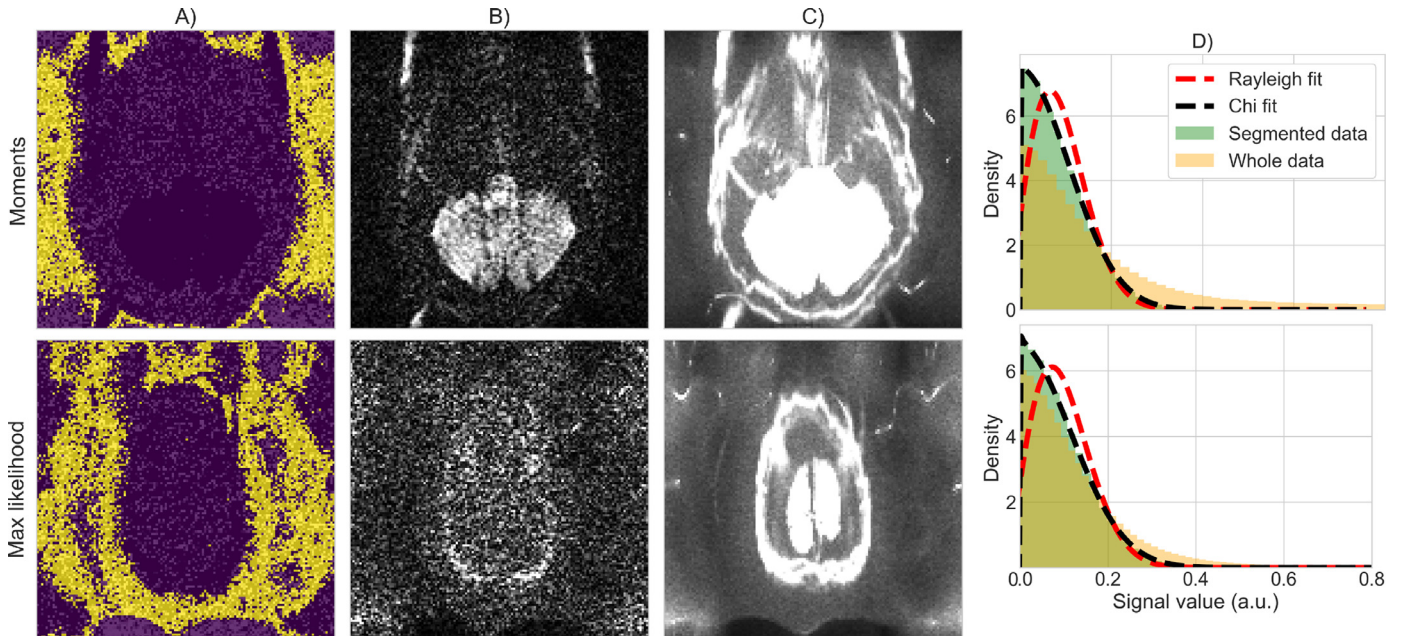 A)
B)
C)
D)
Moments
Max likelihood
Density
6
4
2
0
Rayleigh fit
Chi fit
Segmented data
Whole data
Density
6
4
2
0.0 0.2 0.4 0.6 0.8
Signal value (a.u.)